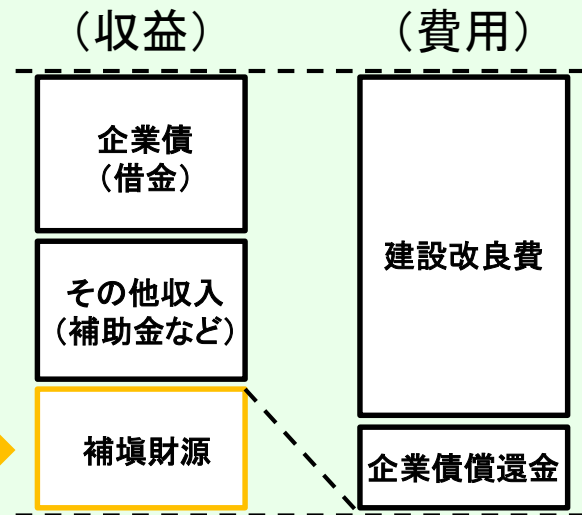 （収益）
（費用）
企業債
（借金）
その他収入
（補助金など）
補塡財源
建設改良費
企業債償還金